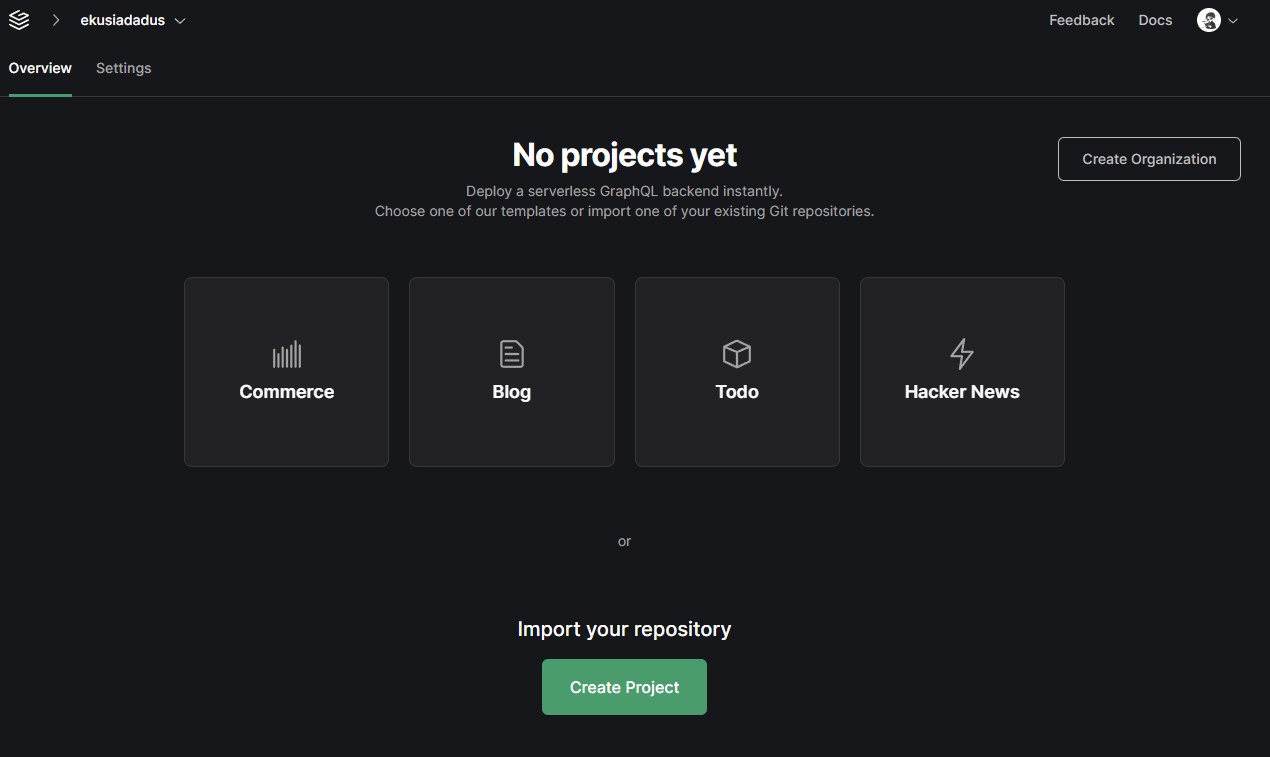 ekusiadadus
Feedback
Docs
Overview
Settings
No projects yet
Create Organization
Deploy a serverless GraphQL backend instantly.
Choose one of our templates or import one of your existing Git repositories.
Commerce
Blog
Todo
Hacker News
or
Import your repository
Create Project